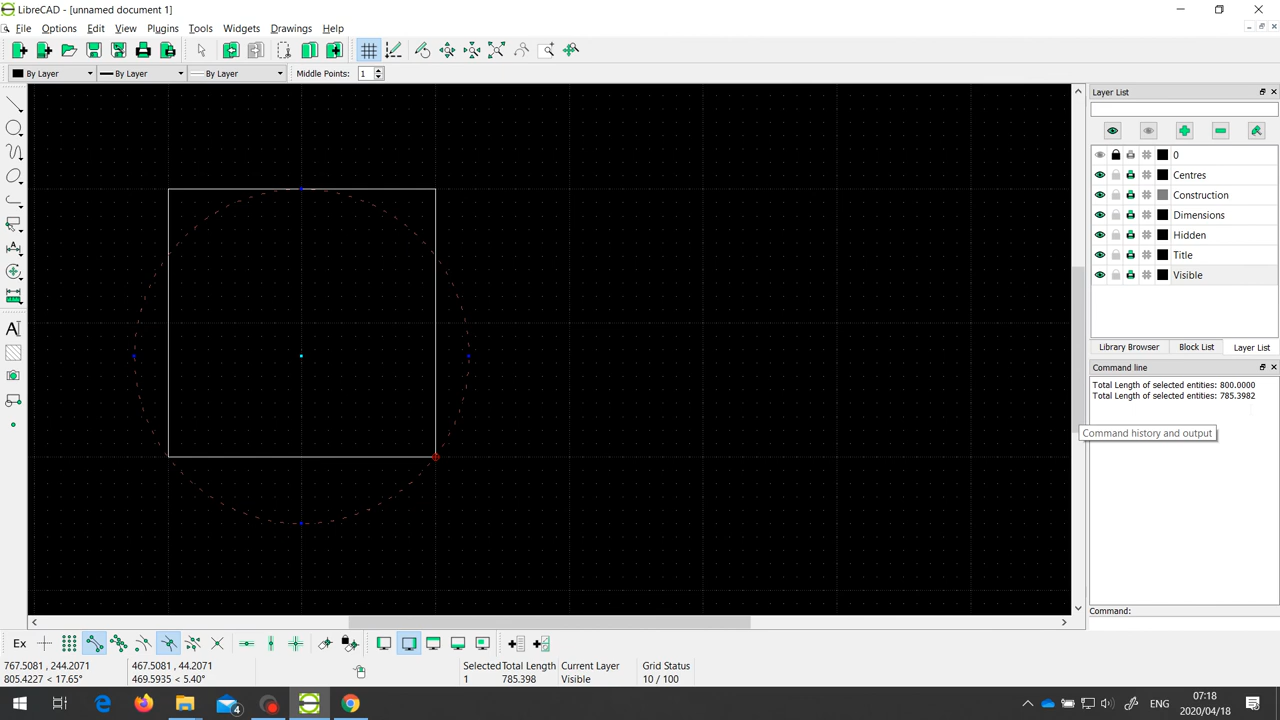 LibreCAD - [unnamed document 1]
File Options Edit View Plugins Tools Widgets Drawings Help
By Layer By Layer By Layer Middle Points: 1
Layer List
0
Centres
Construction
Dimensions
Hidden
Title
Visible
Library Browser Block List Layer List
Command line
Total Length of selected entities: 800.0000
Total Length of selected entities: 785.3982
Command history and output
Command:
Ex
767.5081 , 244.2071 467.5081 , 44.2071 Selected Total Length Current Layer Grid Status
805.4227 < 17.65° 469.5935 < 5.40° 1 785.398 Visible 10 / 100
4 ENG 07:18
2020/04/18